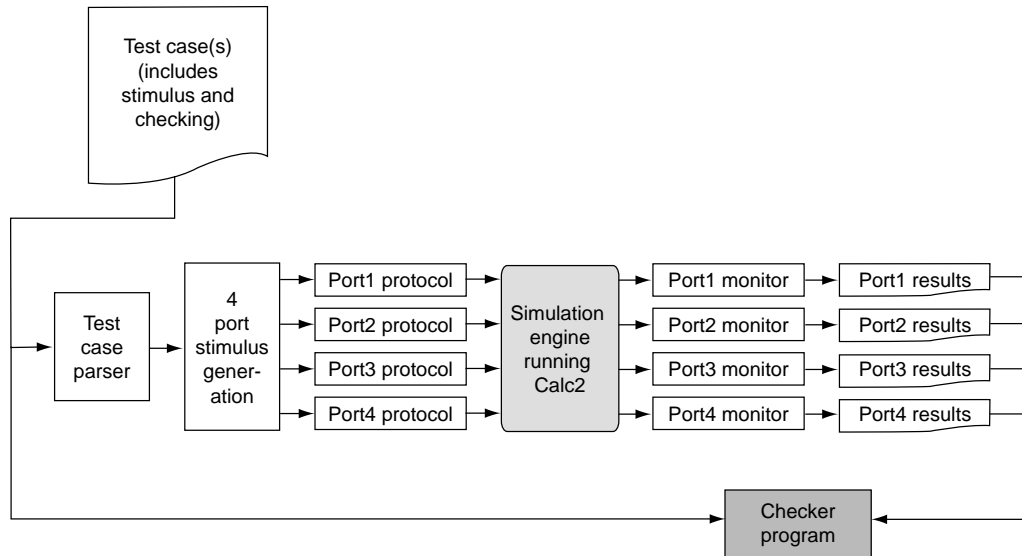 Test case(s)
(includes
stimulus and
checking)
Test
case
parser
4
port
stimulus
gener-
ation
Port1 protocol
Port2 protocol
Port3 protocol
Port4 protocol
Simulation
engine
running
Calc2
Port1 monitor
Port2 monitor
Port3 monitor
Port4 monitor
Port1 results
Port2 results
Port3 results
Port4 results
Checker
program